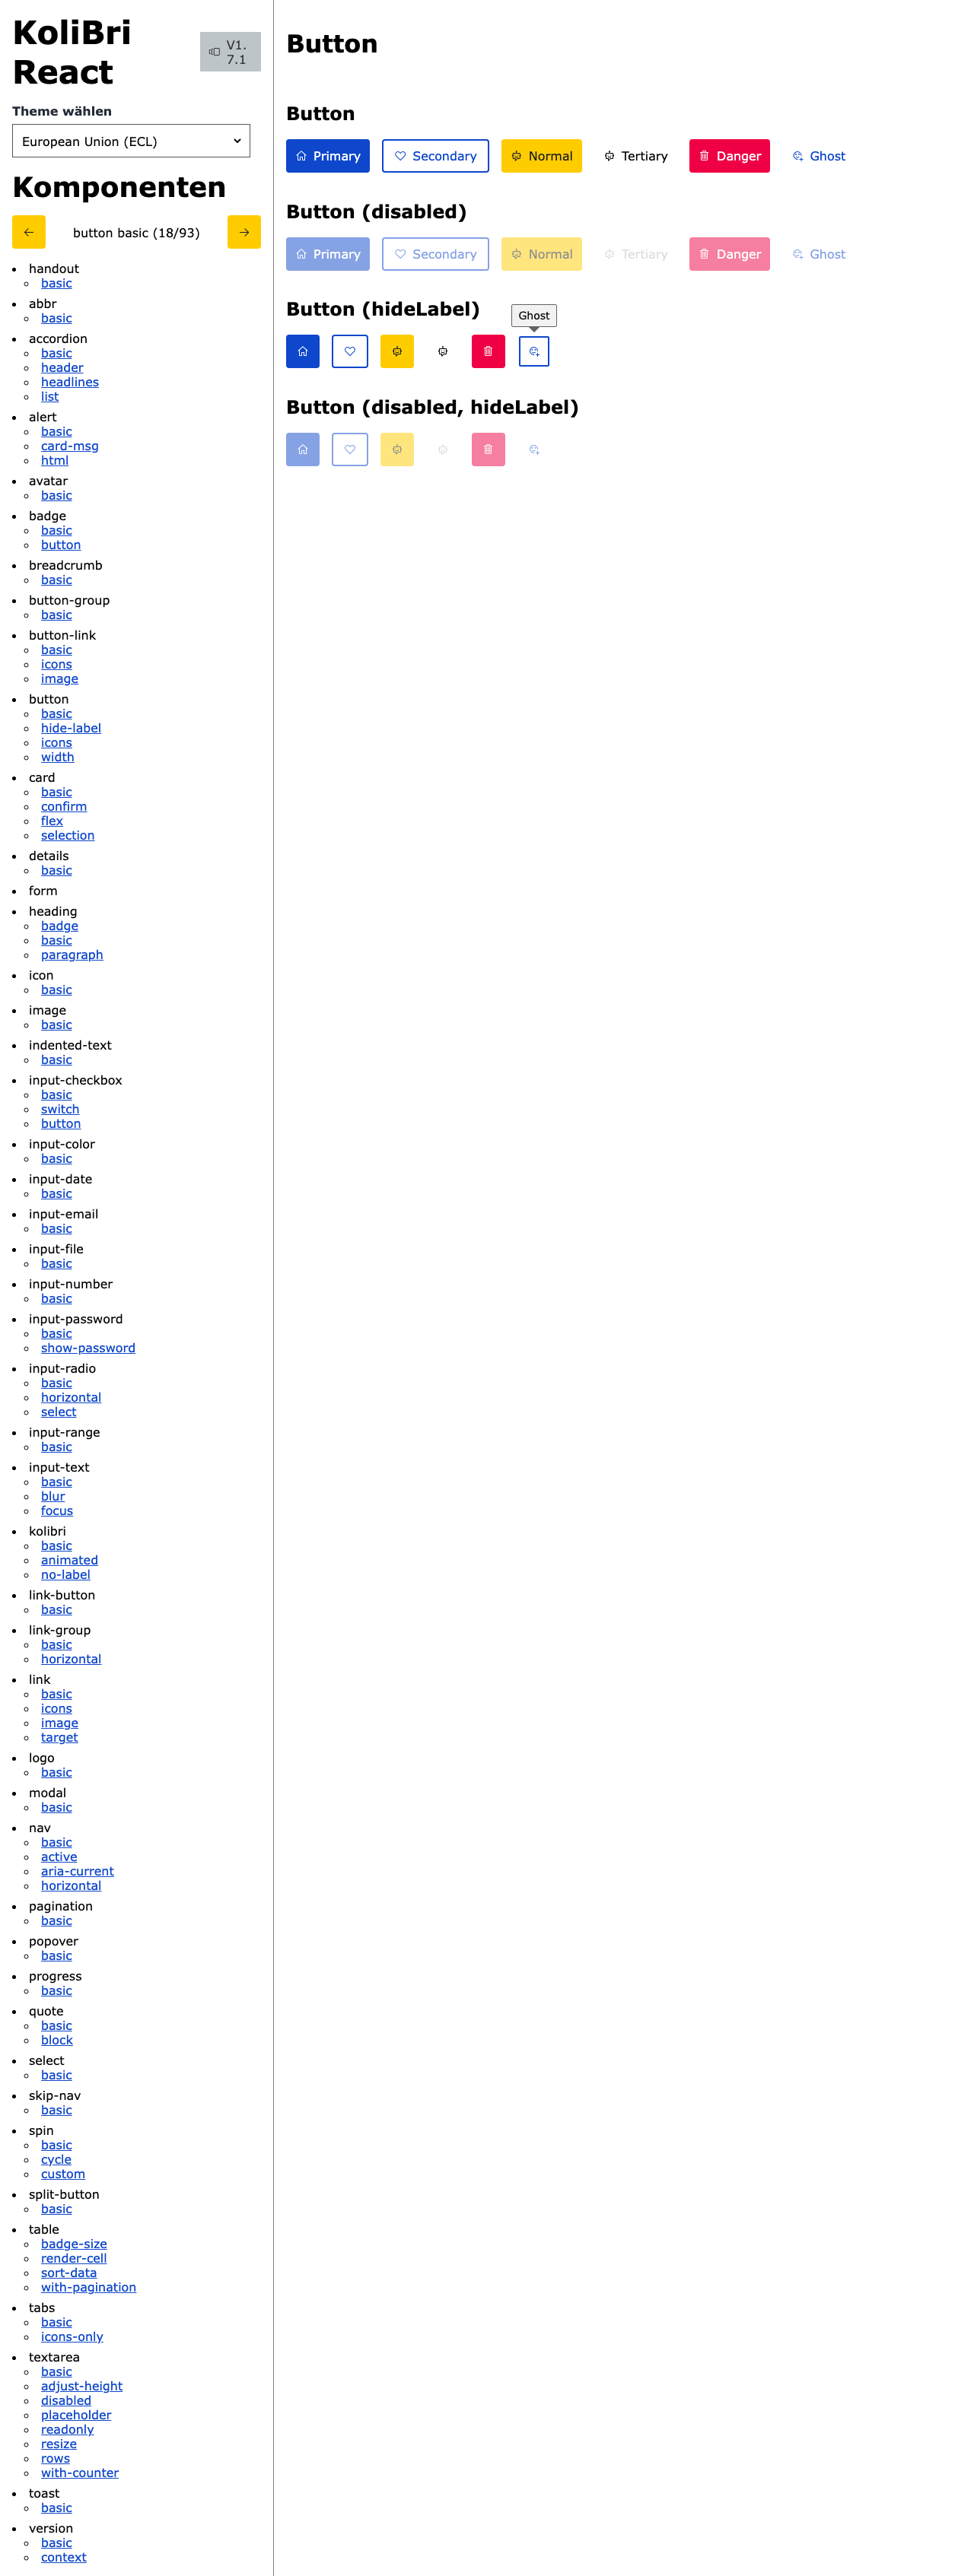 KoliBri
React
V1.
7.1
Theme wählen
European Union (ECL)
Komponenten
button basic (18/93)
handout
basic
abbr
basic
accordion
basic
header
headlines
list
alert
basic
card-msg
html
avatar
basic
badge
basic
button
breadcrumb
basic
button-group
basic
button-link
basic
icons
image
button
basic
hide-label
icons
width
card
basic
confirm
flex
selection
details
basic
form
heading
badge
basic
paragraph
icon
basic
image
basic
indented-text
basic
input-checkbox
basic
switch
button
input-color
basic
input-date
basic
input-email
basic
input-file
basic
input-number
basic
input-password
basic
show-password
input-radio
basic
horizontal
select
input-range
basic
input-text
basic
blur
focus
kolibri
basic
animated
no-label
link-button
basic
link-group
basic
horizontal
link
basic
icons
image
target
logo
basic
modal
basic
nav
basic
active
aria-current
horizontal
pagination
basic
popover
basic
progress
basic
quote
basic
block
select
basic
skip-nav
basic
spin
basic
cycle
custom
split-button
basic
table
badge-size
render-cell
sort-data
with-pagination
tabs
basic
icons-only
textarea
basic
adjust-height
disabled
placeholder
readonly
resize
rows
with-counter
toast
basic
version
basic
context
Button
Button
Primary Secondary Normal Tertiary Danger Ghost
Button (disabled)
Primary Secondary Normal Tertiary Danger Ghost
Button (hideLabel)
Ghost
Button (disabled, hideLabel)